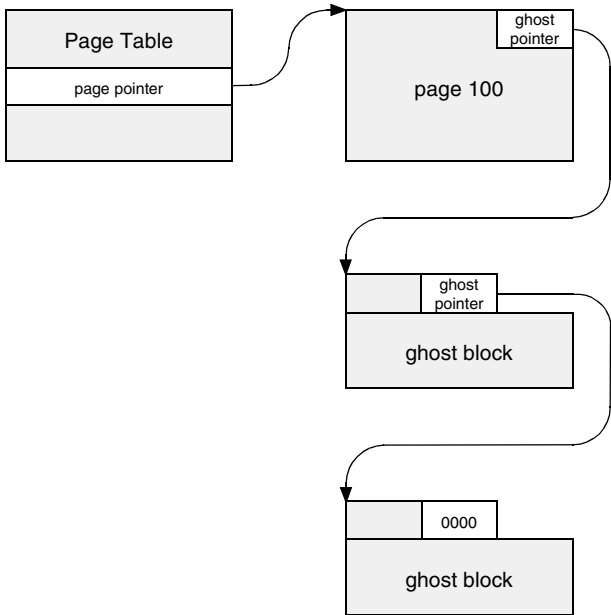 Page Table
page pointer
ghost
pointer
page 100
ghost
pointer
ghost block
0000
ghost block